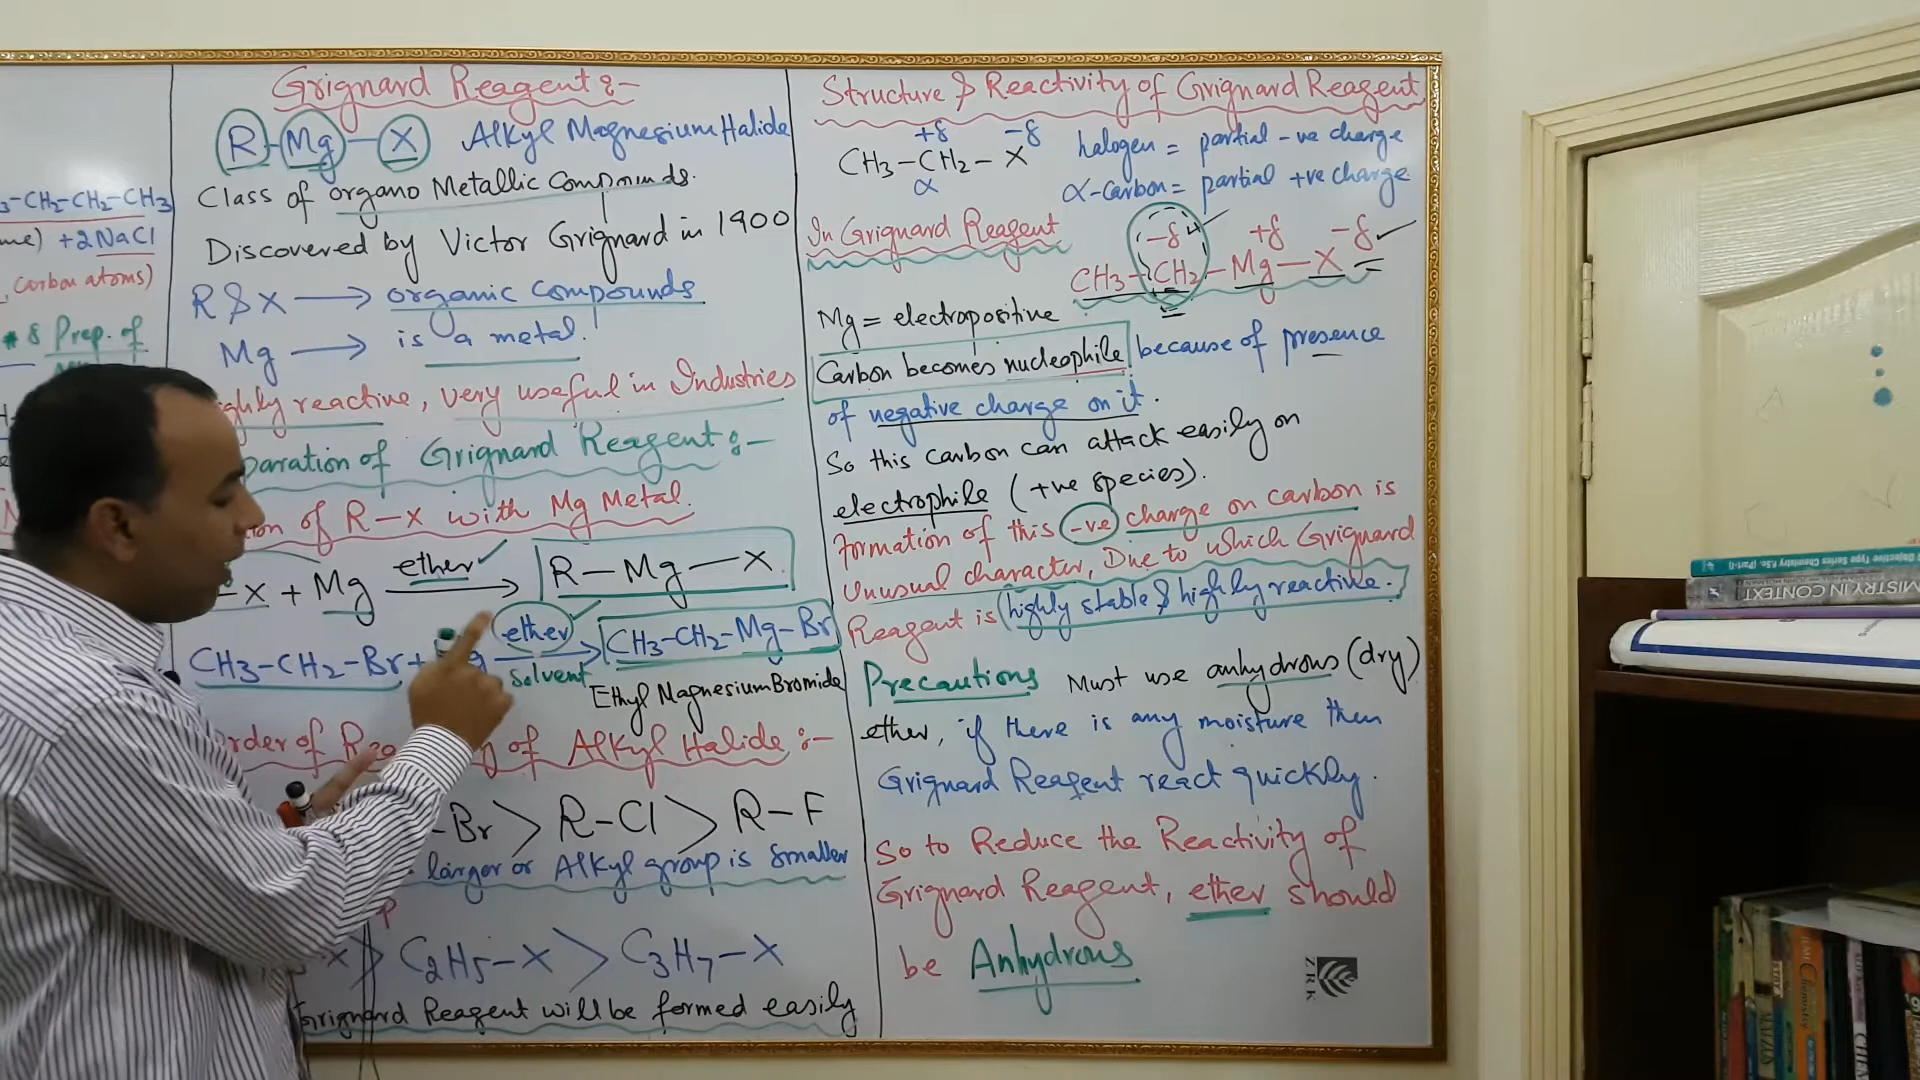 -CH2-CH2-CH3
+2NaCl
carbon atoms)
8 Prep. of
Grignard Reagent :-
R-Mg-X Alkyl Magnesium Halide
Class of organo Metallic Compounds.
Discovered by Victor Grignard in 1900
R & X → organic compounds
Mg → is a metal.
reactive, very useful in Industries
paration of Grignard Reagent :-
tion of R-X with Mg Metal.
-X + Mg ether → R-Mg-X
CH3-CH2-Br + ether → CH3-CH2-Mg-Br
solvent Ethyl Magnesium Bromide
rder of of Alkyl Halide :-
-Br > R-Cl > R-F
larger or Alkyl group is smaller
-X > C2H5-X > C3H7-X
Grignard Reagent will be formed easily
Structure & Reactivity of Grignard Reagent
+δ -δ
CH3-CH2-X
α
halogen = partial -ve charge
α-carbon = partial +ve charge
In Grignard Reagent
-δ +δ -δ
CH3-CH2-Mg-X
Mg = electropositive
Carbon becomes nucleophile because of presence
of negative charge on it.
So this carbon can attack easily on
electrophile (+ve species).
Formation of this -ve charge on carbon is
Unusual character, Due to which Grignard
Reagent is highly stable & highly reactive.
Precautions Must use anhydrous (dry)
ether, if there is any moisture then
Grignard Reagent react quickly.
So to Reduce the Reactivity of
Grignard Reagent, ether should
be Anhydrous
ZRK